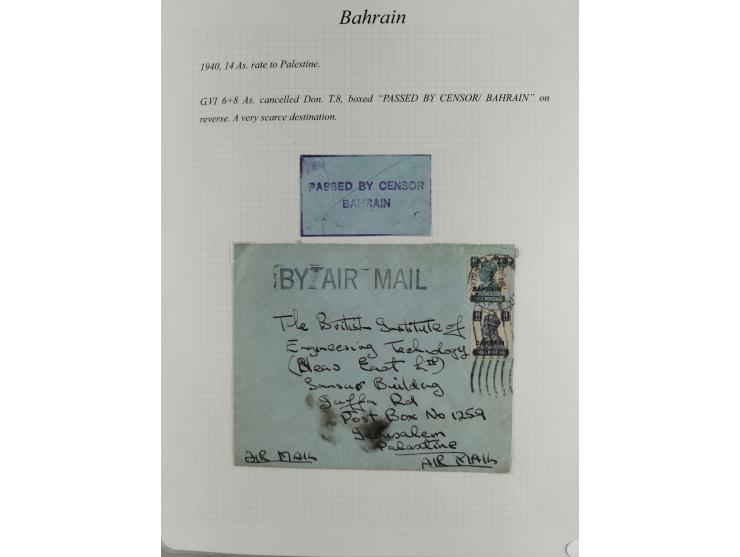 Bahrain
1940, 14 As. rate to Palestine.
G.VI 6+8 As. cancelled Don. T.8, boxed “PASSED BY CENSOR/ BAHRAIN” on
reverse. A very scarce destination.
PASSED BY CENSOR
BAHRAIN
BY AIR MAIL
BAHRAIN
BAHRAIN
The British Institute of
Engineering Technology
(Near East Ltd)
Sansur Building
Jaffa Rd
Post Box No 1259
Jerusalem
Palastine
AIR MAIL
AIR MAIL